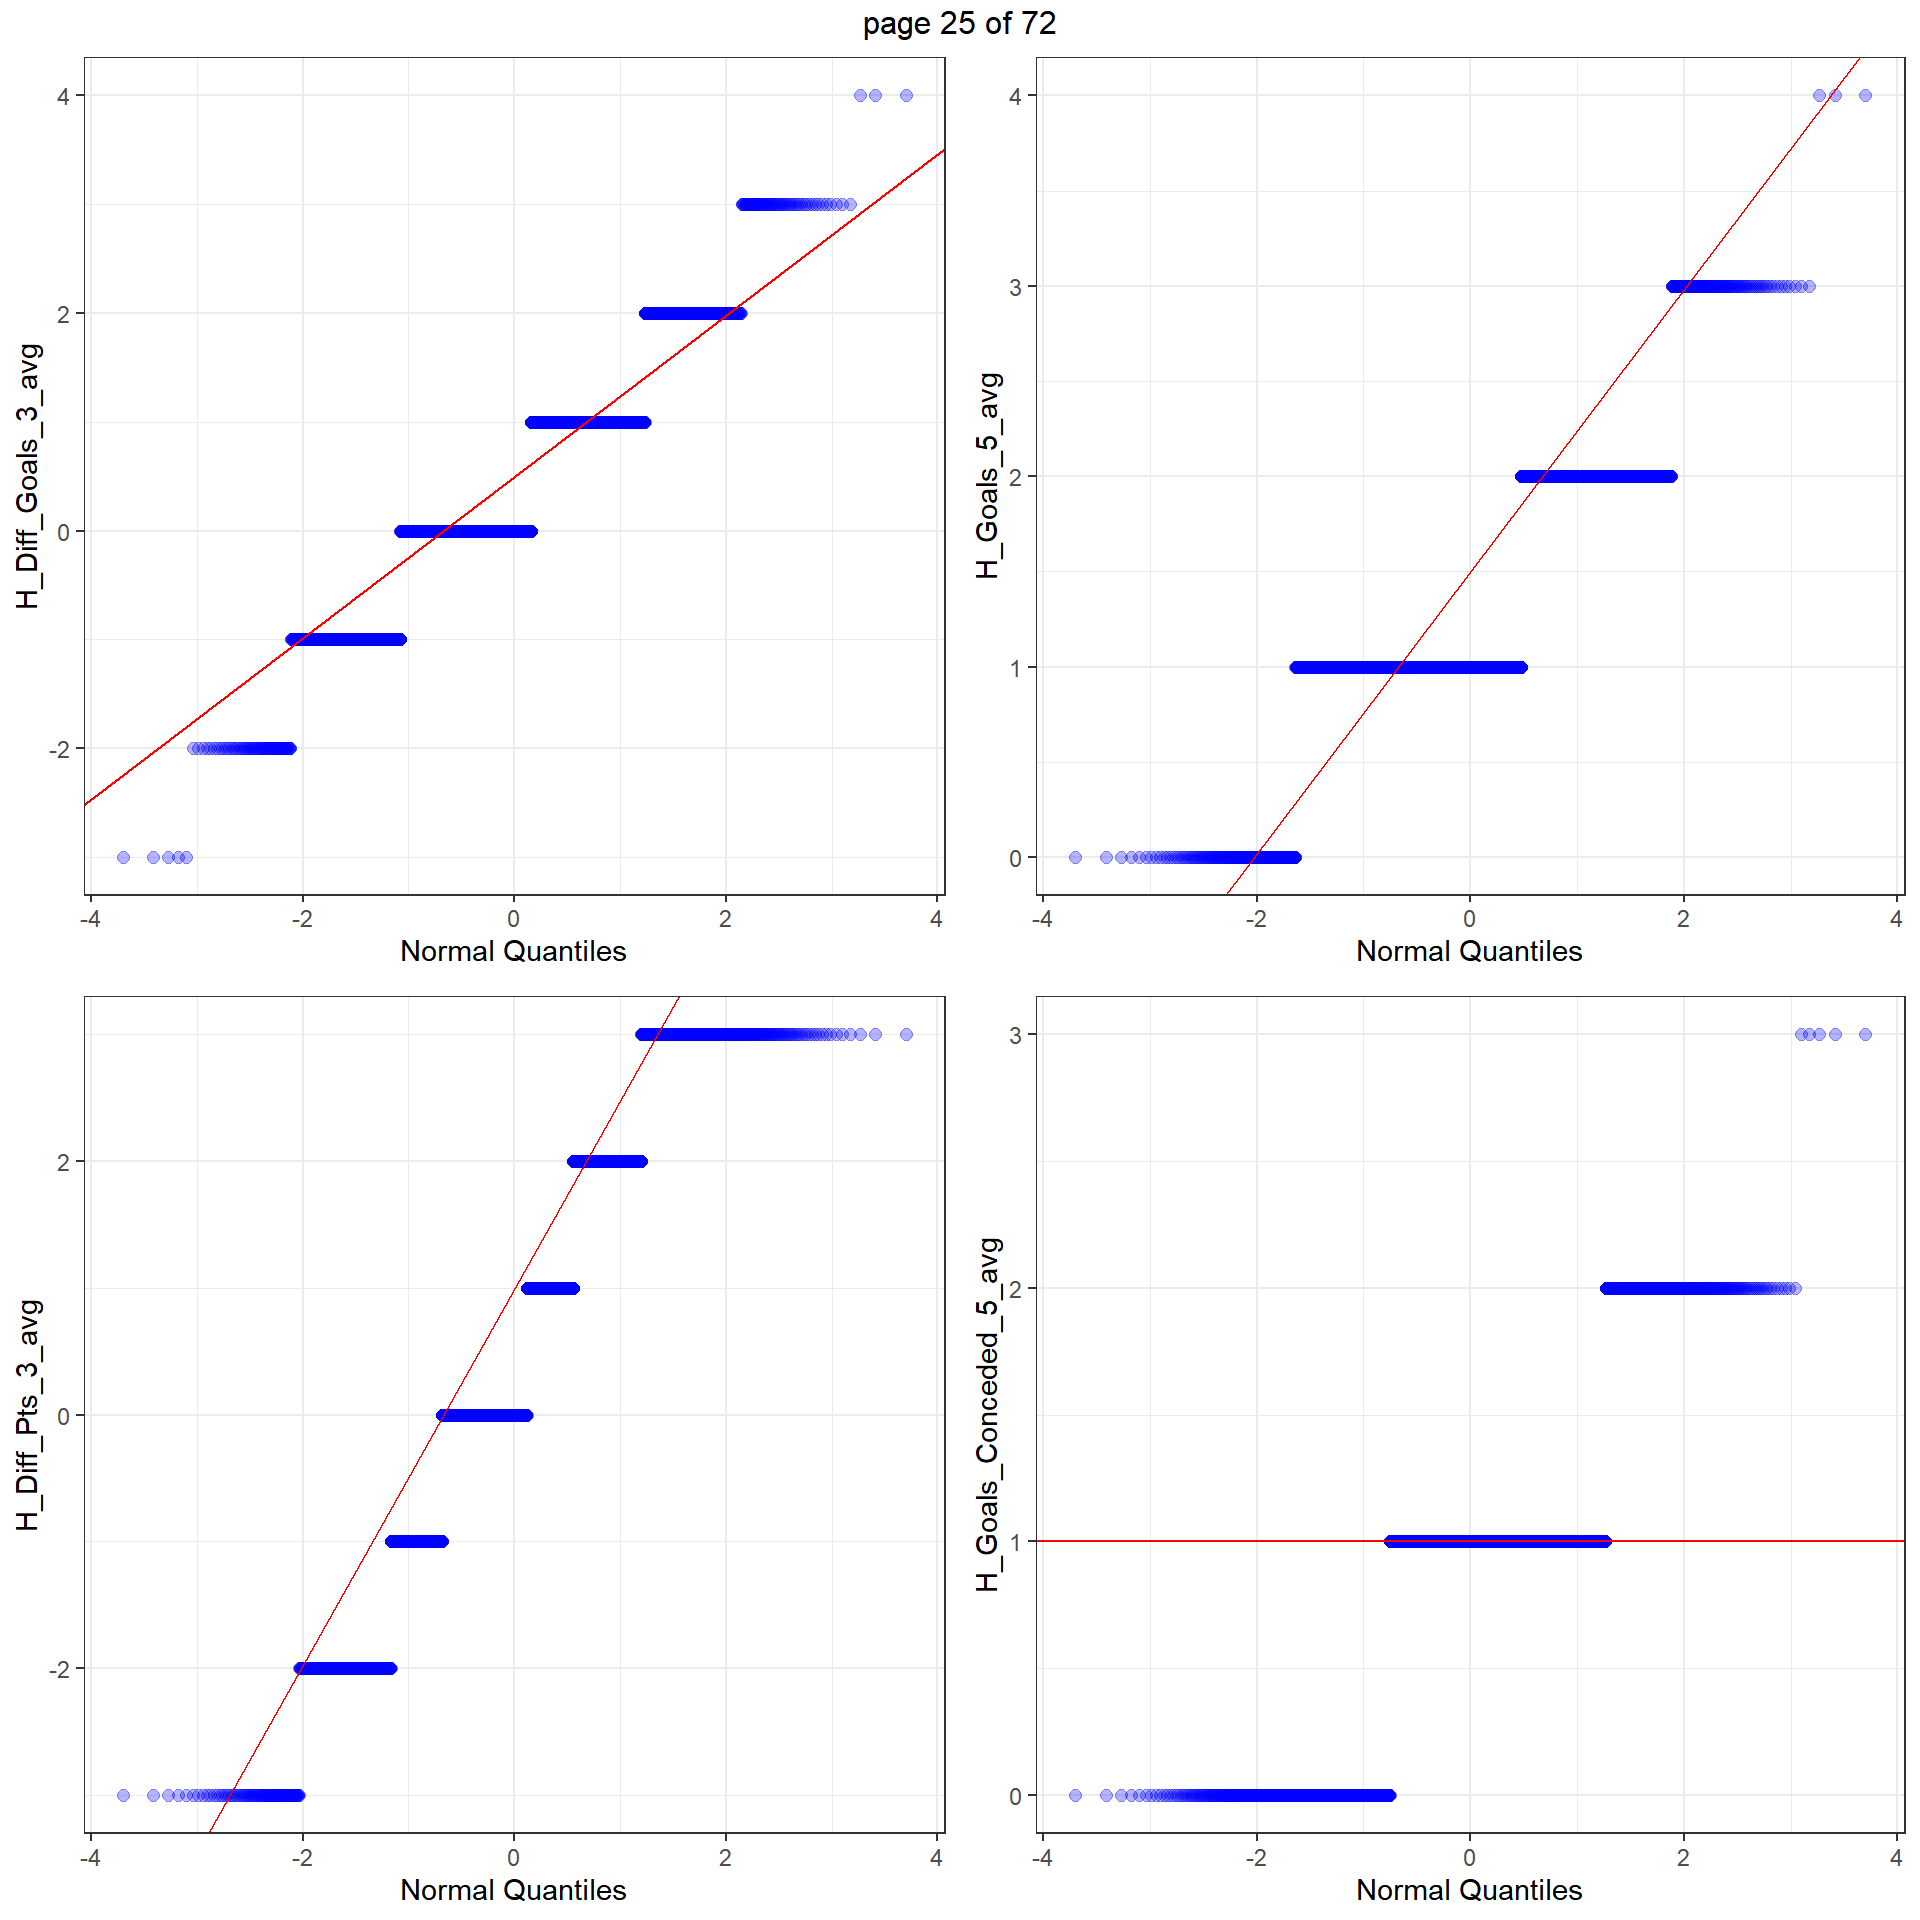 page 25 of 72
H_Diff_Goals_3_avg
4
2
0
-2
-4 -2 0 2 4
Normal Quantiles
H_Goals_5_avg
4
3
2
1
0
-4 -2 0 2 4
Normal Quantiles
H_Diff_Pts_3_avg
2
0
-2
-4 -2 0 2 4
Normal Quantiles
H_Goals_Conceded_5_avg
3
2
1
0
-4 -2 0 2 4
Normal Quantiles